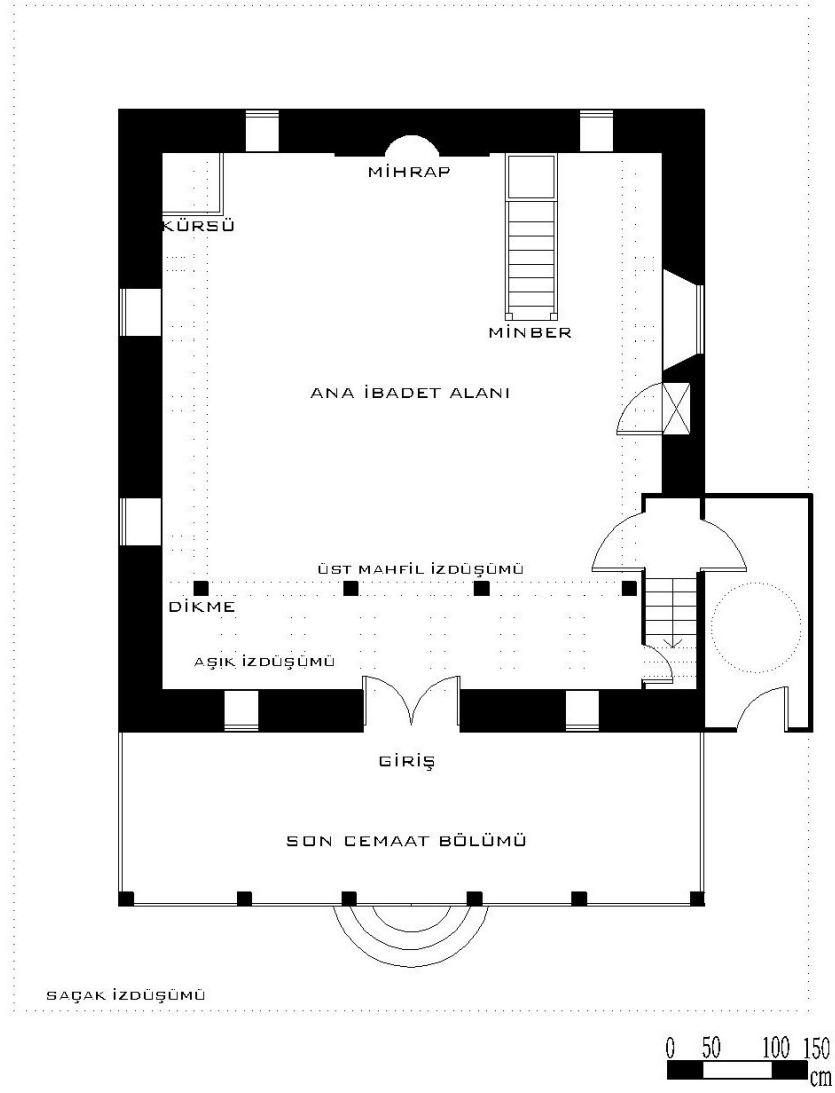 MİHRAP
KÜRSÜ
MİNBER
ANA İBADET ALANI
ÜST MAHFİL İZDÜŞÜMÜ
DİKME
AŞIK İZDÜŞÜMÜ
GİRİŞ
SON CEMAAT BÖLÜMÜ
SAÇAK İZDÜŞÜMÜ
0 50 100 150
cm